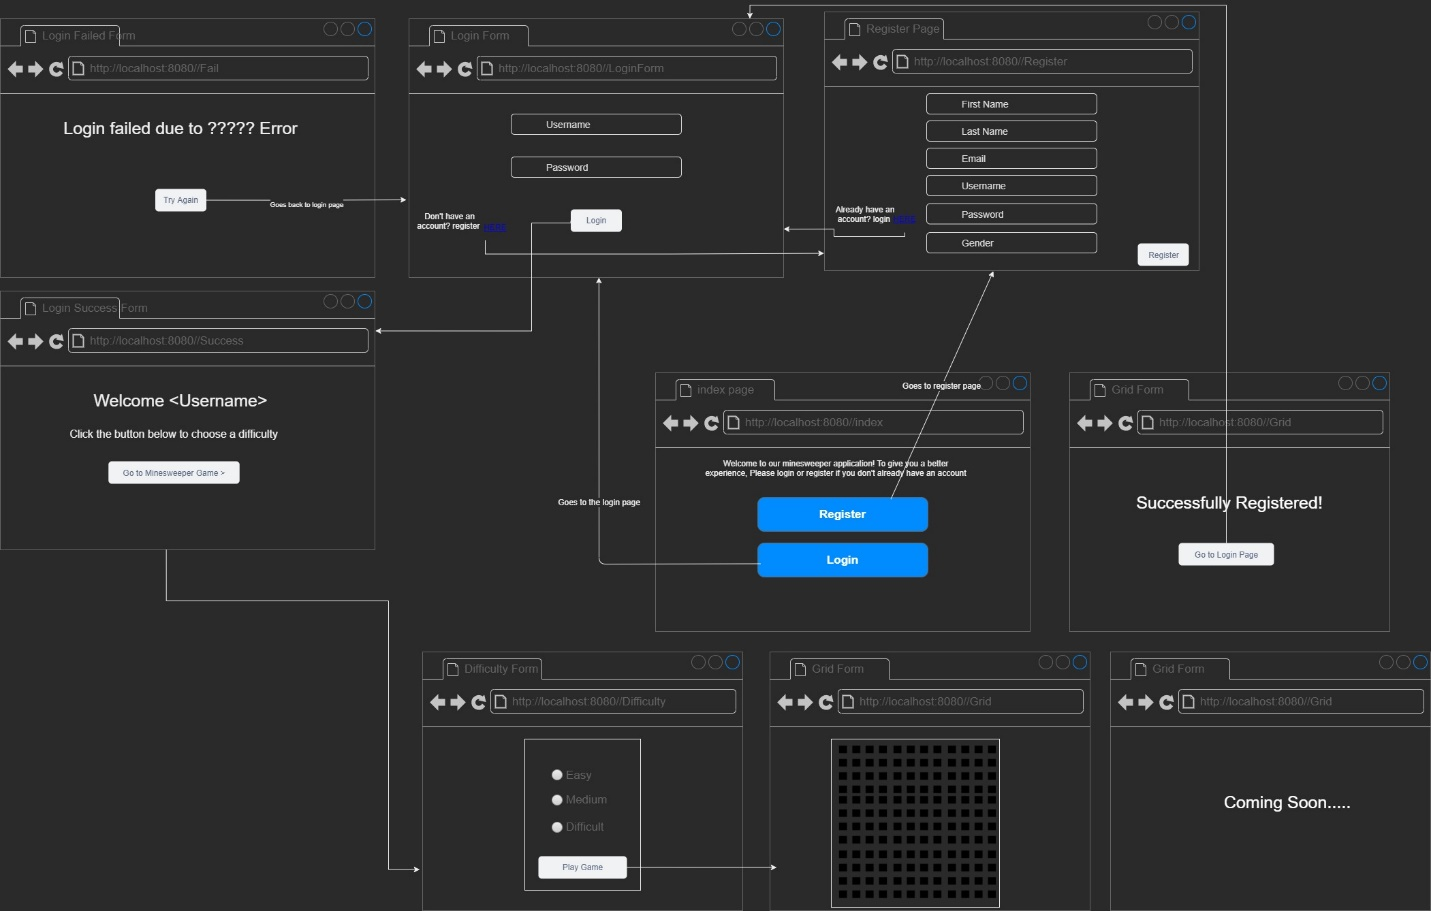 Login Failed Form
http://localhost:8080//Fail
Login failed due to ????? Error
Try Again
Goes back to login page
Login Form
http://localhost:8080//LoginForm
Username
Password
Don't have an
account? register HERE
Login
Register Page
http://localhost:8080//Register
First Name
Last Name
Email
Username
Password
Gender
Already have an
account? login HERE
Register
Login Success Form
http://localhost:8080//Success
Welcome <Username>
Click the button below to choose a difficulty
Go to Minesweeper Game >
Goes to the login page
Goes to register page
index page
http://localhost:8080//index
Welcome to our minesweeper application! To give you a better
experience, Please login or register if you don't already have an account
Register
Login
Grid Form
http://localhost:8080//Grid
Successfully Registered!
Go to Login Page
Difficulty Form
http://localhost:8080//Difficulty
Easy
Medium
Difficult
Play Game
Grid Form
http://localhost:8080//Grid
Grid Form
http://localhost:8080//Grid
Coming Soon.....